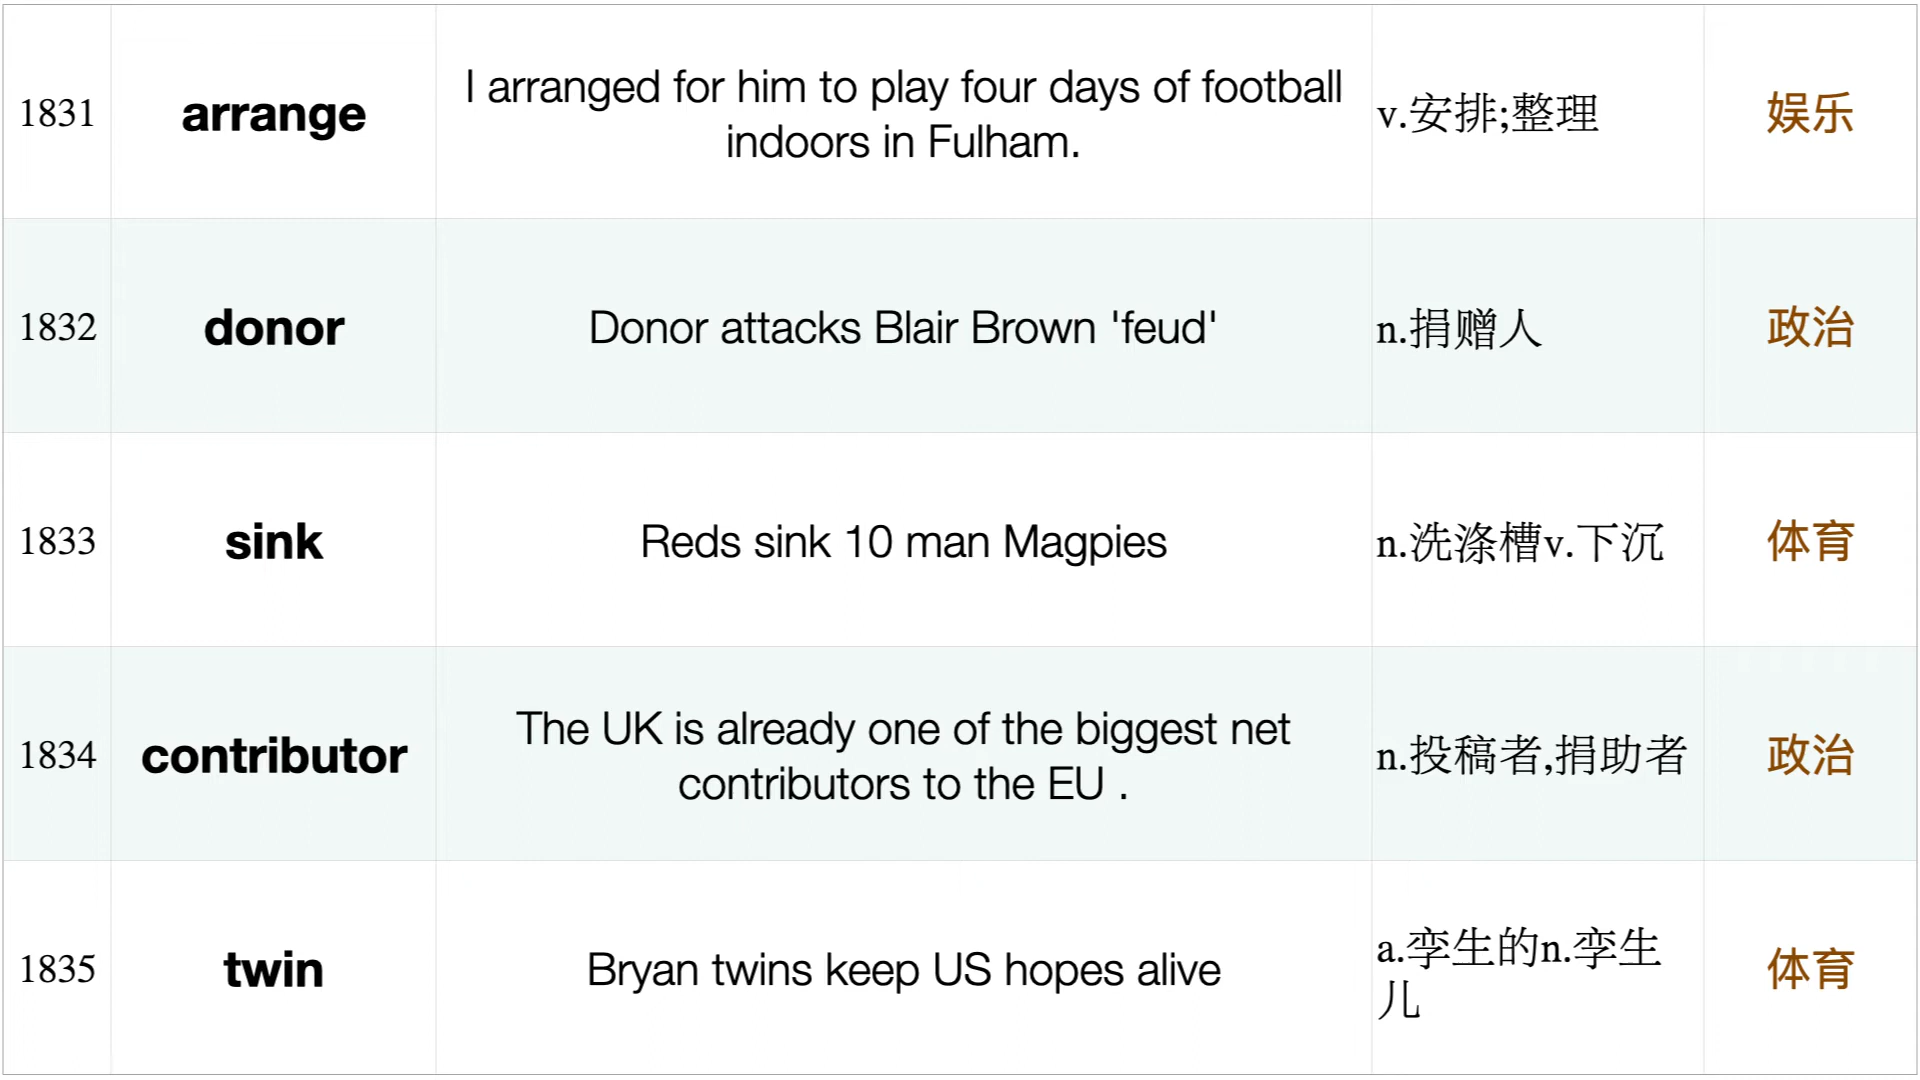 1831 arrange I arranged for him to play four days of football indoors in Fulham. v.安排;整理 娱乐
1832 donor Donor attacks Blair Brown 'feud' n.捐赠人 政治
1833 sink Reds sink 10 man Magpies n.洗涤槽v.下沉 体育
1834 contributor The UK is already one of the biggest net contributors to the EU . n.投稿者,捐助者 政治
1835 twin Bryan twins keep US hopes alive a.孪生的n.孪生儿 体育